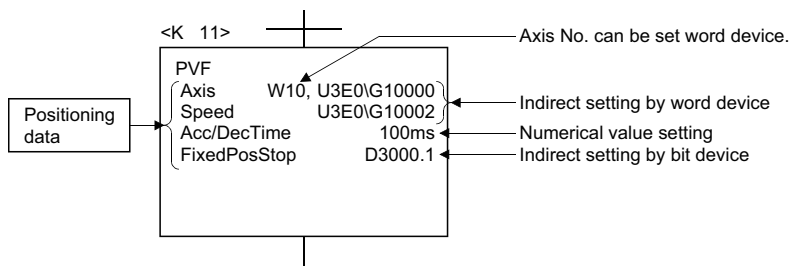 <K 11>
Axis No. can be set word device.
PVF
Axis W10, U3E0\G10000
Speed U3E0\G10002
Indirect setting by word device
Positioning
data
Acc/DecTime 100ms
Numerical value setting
FixedPosStop D3000.1
Indirect setting by bit device